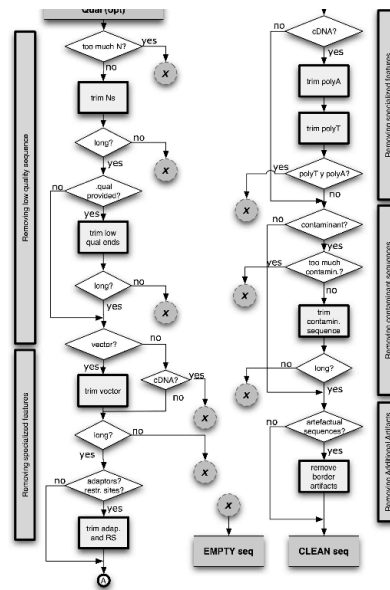 Qual (opt)
too much N?
yes
x
no
trim Ns
long?
no
x
yes
.qual
provided?
no
yes
trim low
qual ends
long?
no
x
yes
vector?
no
yes
cDNA?
yes
trim vector
no
x
long?
no
x
yes
adaptors?
restr. sites?
no
yes
trim adap.
and RS
A
Removing low quality sequence
Removing specialized features
x
EMPTY seq
cDNA?
no
yes
trim polyA
trim polyT
yes
polyT y polyA?
x
no
contaminant?
no
yes
too much
contamin.?
yes
x
no
trim
contamin.
sequence
no
long?
x
yes
artefactual
sequences?
no
yes
remove
border
artifacts
CLEAN seq
Removing specialized features
Removing contaminant sequences
Removing Additional Artifacts